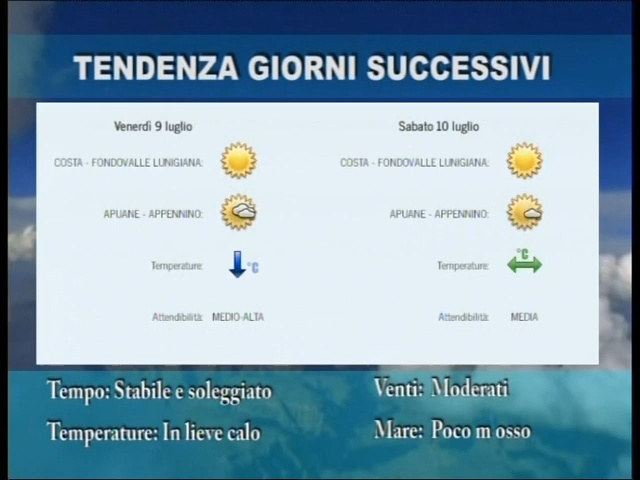 TENDENZA GIORNI SUCCESSIVI
Venerdì 9 luglio
COSTA - FONDOVALLE LUNIGIANA:
APUANE - APPENNINO:
Temperature: °C
Attendibilità: MEDIO-ALTA
Sabato 10 luglio
COSTA - FONDOVALLE LUNIGIANA:
APUANE - APPENNINO:
Temperature: °C
Attendibilità: MEDIA
Tempo: Stabile e soleggiato
Temperature: In lieve calo
Venti: Moderati
Mare: Poco m osso